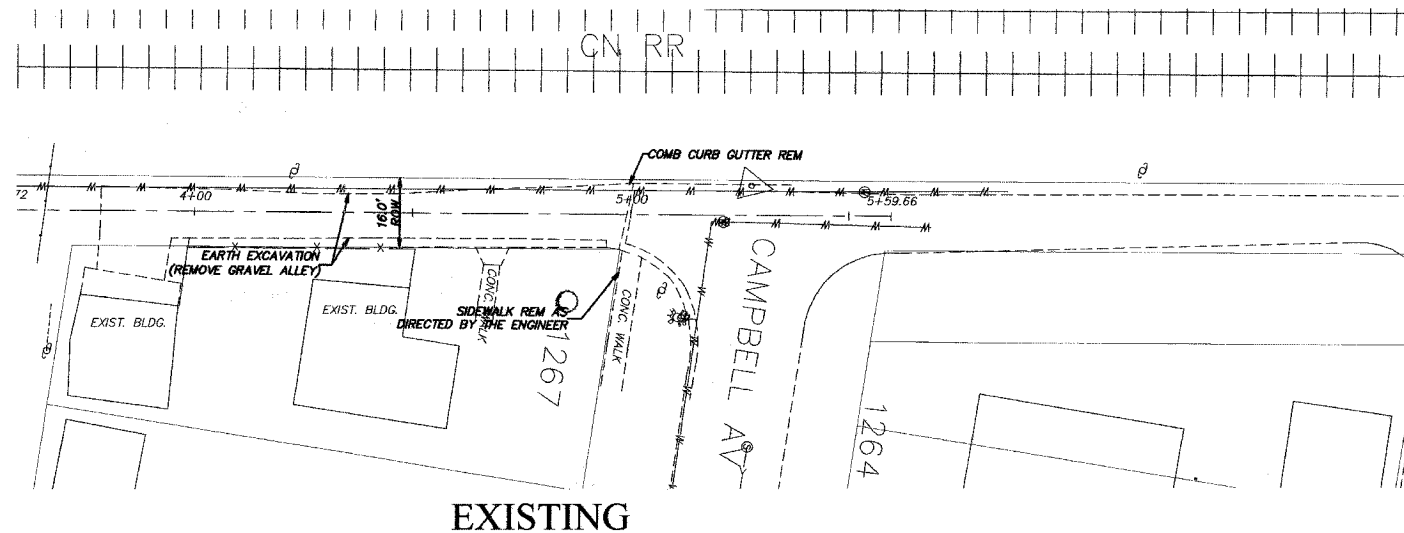 CN RR
COMB CURB GUTTER REM
72
4+00
5+00
5+59.66
16.0'
ROW
6
EARTH EXCAVATION
(REMOVE GRAVEL ALLEY)
EXIST. BLDG.
EXIST. BLDG.
CONC. WALK
SIDEWALK REM AS
DIRECTED BY THE ENGINEER
CONC. WALK
1267
CAMPBELL AV
1264
EXISTING